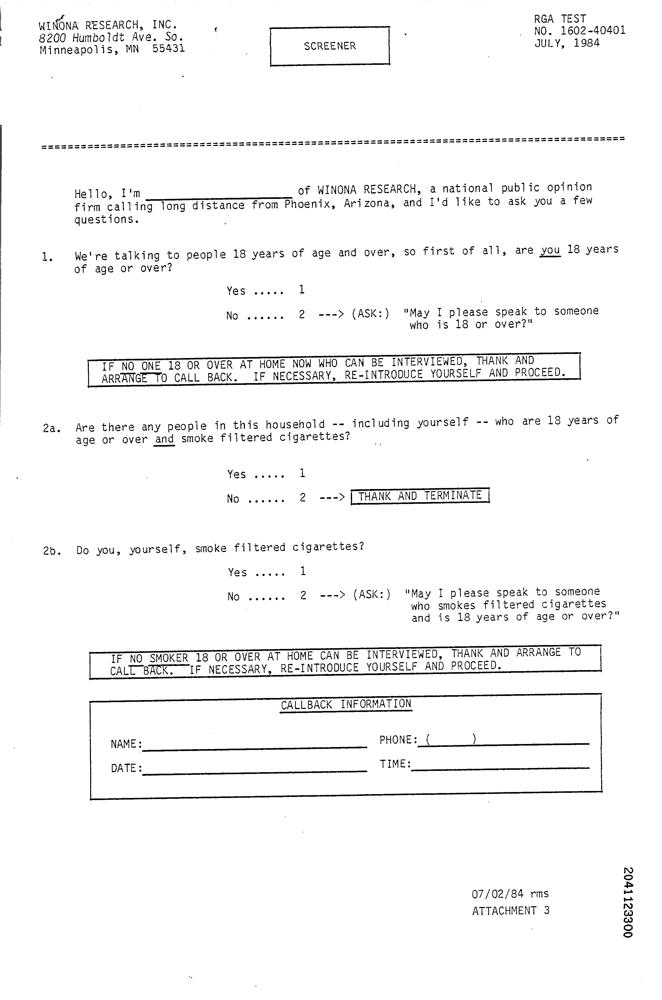 WINONA RESEARCH, INC.
8200 Humboldt Ave. So.
Minneapolis, MN  55431
SCREENER
RGA TEST
NO. 1602-40401
JULY, 1984
================================================================================
Hello, I'm ______________________ of WINONA RESEARCH, a national public opinion
firm calling long distance from Phoenix, Arizona, and I'd like to ask you a few
questions.
1. We're talking to people 18 years of age and over, so first of all, are you 18 years
of age or over?
Yes ..... 1
No ...... 2 ---> (ASK:) "May I please speak to someone
who is 18 or over?"
IF NO ONE 18 OR OVER AT HOME NOW WHO CAN BE INTERVIEWED, THANK AND
ARRANGE TO CALL BACK. IF NECESSARY, RE-INTRODUCE YOURSELF AND PROCEED.
2a. Are there any people in this household -- including yourself -- who are 18 years of
age or over and smoke filtered cigarettes?
Yes ..... 1
No ...... 2 ---> THANK AND TERMINATE
2b. Do you, yourself, smoke filtered cigarettes?
Yes ..... 1
No ...... 2 ---> (ASK:) "May I please speak to someone
who smokes filtered cigarettes
and is 18 years of age or over?"
IF NO SMOKER 18 OR OVER AT HOME CAN BE INTERVIEWED, THANK AND ARRANGE TO
CALL BACK. IF NECESSARY, RE-INTRODUCE YOURSELF AND PROCEED.
CALLBACK INFORMATION
NAME:______________________ PHONE: (      )______________
DATE:______________________ TIME:______________________
07/02/84 rms
ATTACHMENT 3
2041123300